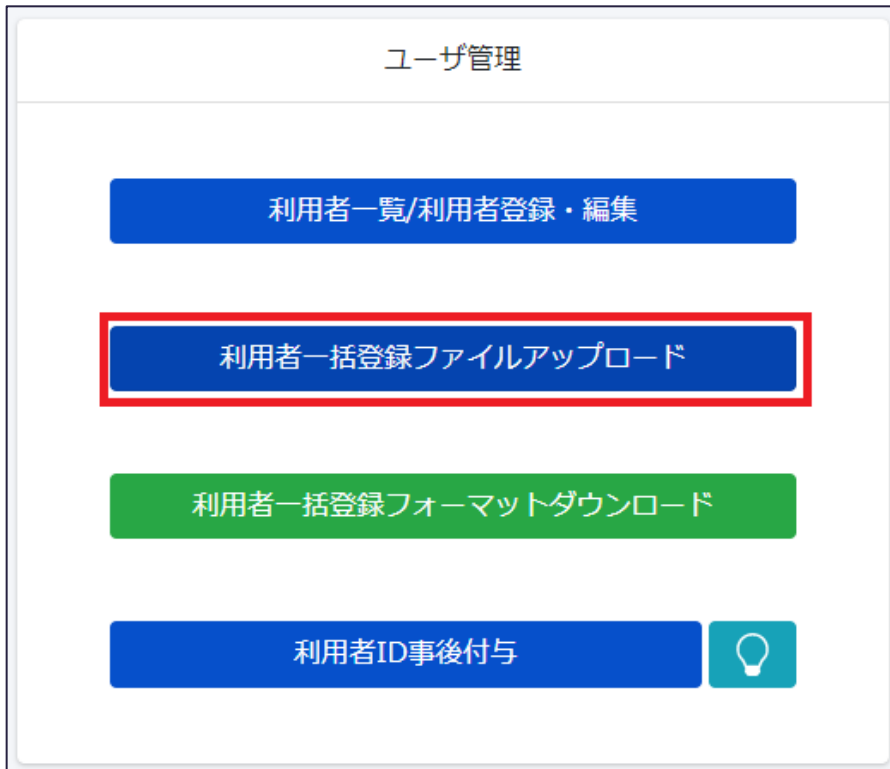 ユーザ管理
利用者一覧/利用者登録・編集
利用者一括登録ファイルアップロード
利用者一括登録フォーマットダウンロード
利用者ID事後付与